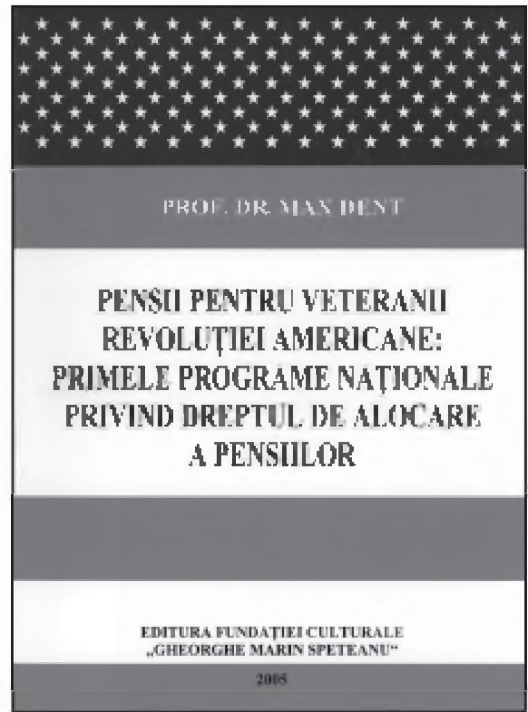 PROF. DR. MAX DENT
PENSII PENTRU VETERANII
REVOLUȚIEI AMERICANE:
PRIMELE PROGRAME NAȚIONALE
PRIVIND DREPTUL DE ALOCARE
A PENSIILOR
EDITURA FUNDAȚIEI CULTURALE
„GHEORGHE MARIN SPETEANU“
2005